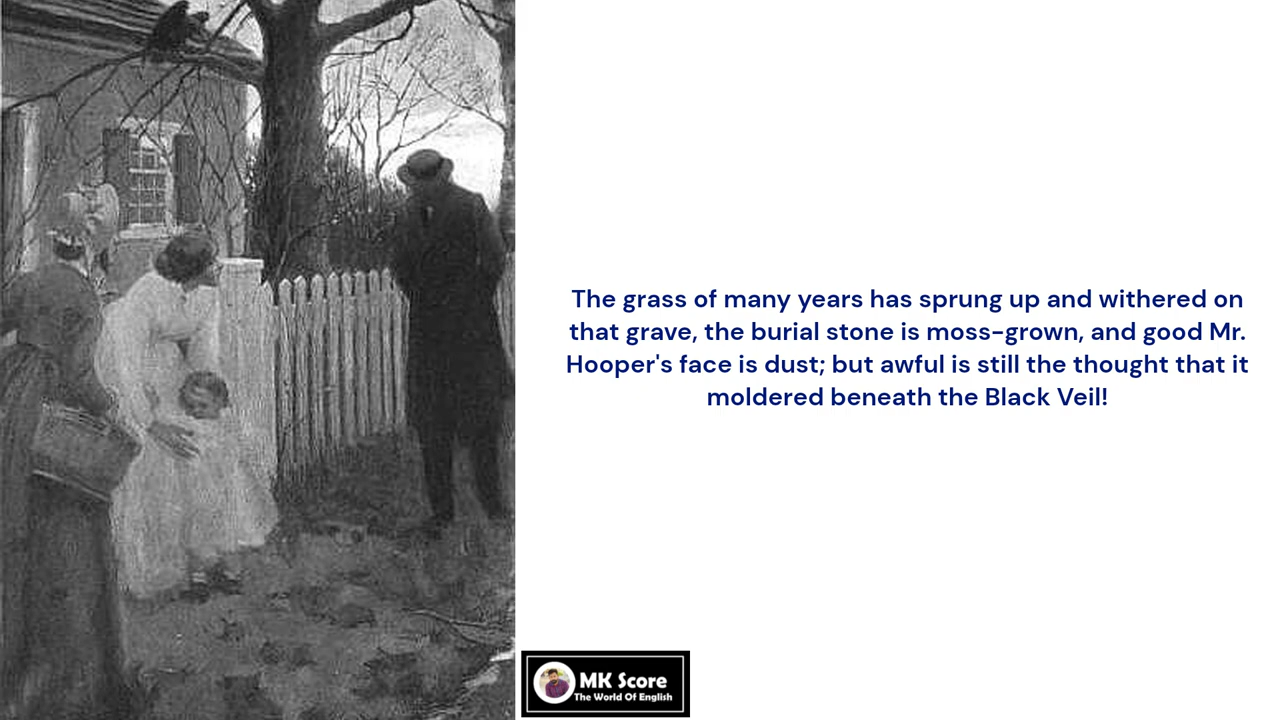 The grass of many years has sprung up and withered on
that grave, the burial stone is moss-grown, and good Mr.
Hooper's face is dust; but awful is still the thought that it
moldered beneath the Black Veil!
MK Score
The World Of English